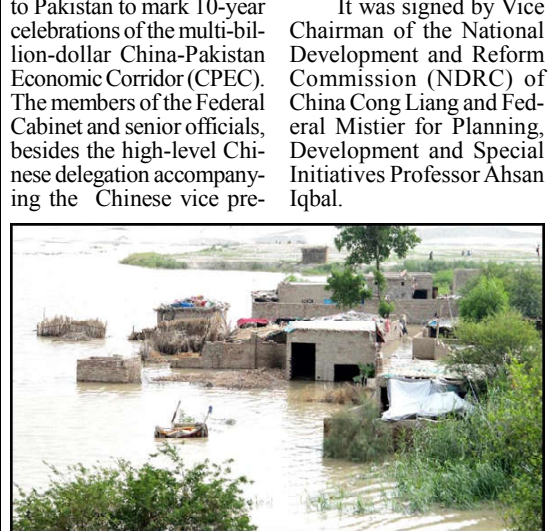 to Pakistan to mark 10-year
celebrations of the multi-bil-
lion-dollar China-Pakistan
Economic Corridor (CPEC).
The members of the Federal
Cabinet and senior officials,
besides the high-level Chi-
nese delegation accompany-
ing the Chinese vice pre-
It was signed by Vice
Chairman of the National
Development and Reform
Commission (NDRC) of
China Cong Liang and Fed-
eral Mistier for Planning,
Development and Special
Initiatives Professor Ahsan
Iqbal.